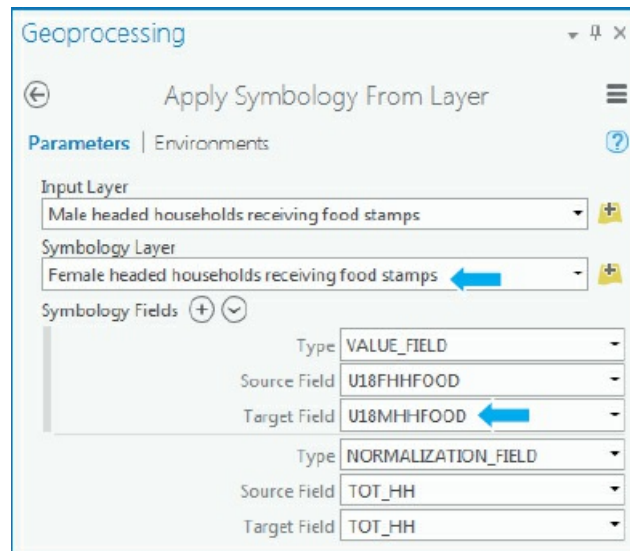 Geoprocessing
Apply Symbology From Layer
Parameters | Environments
Input Layer
Male headed households receiving food stamps
Symbology Layer
Female headed households receiving food stamps
Symbology Fields
Type VALUE_FIELD
Source Field U18FHHFOOD
Target Field U18MHHFOOD
Type NORMALIZATION_FIELD
Source Field TOT_HH
Target Field TOT_HH